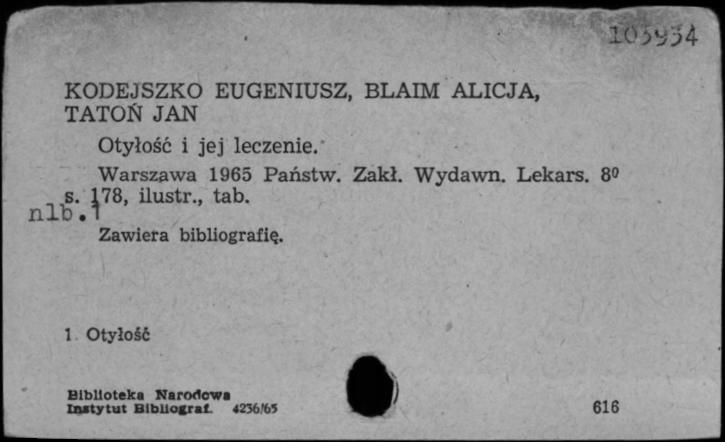 103934
KODEJSZKO EUGENIUSZ, BLAIM ALICJA,
TATOŃ JAN
Otyłość i jej leczenie.
Warszawa 1965 Państw. Zakł. Wydawn. Lekars. 8⁰
s. 178, ilustr., tab.
nlb.1
Zawiera bibliografię.
1. Otyłość
Biblioteka Narodowa
Instytut Bibliograf. 4236/65
616